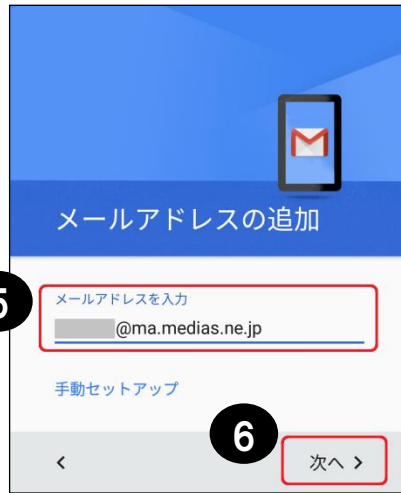 メールアドレスの追加
5
メールアドレスを入力
@ma.medias.ne.jp
手動セットアップ
6
< 次へ >